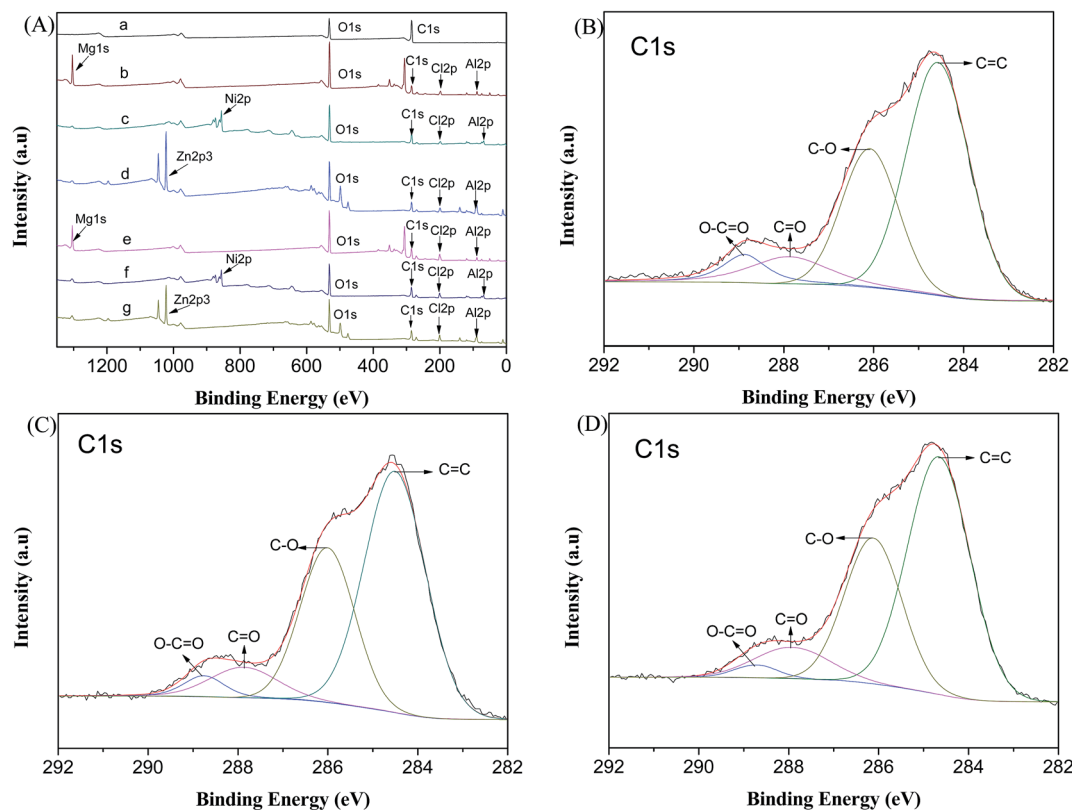 (A)
a
O1s
C1s
Mg1s
b
O1s
C1s
Cl2p
Al2p
Ni2p
c
O1s
C1s
Cl2p
Al2p
Zn2p3
d
O1s
C1s
Cl2p
Al2p
Mg1s
e
O1s
C1s
Cl2p
Al2p
Ni2p
f
O1s
C1s
Cl2p
Al2p
Zn2p3
g
O1s
C1s
Cl2p
Al2p
1200 1000 800 600 400 200 0
Binding Energy (eV)
Intensity (a.u)
(B)
C1s
C=C
C-O
O-C=O
C=O
292 290 288 286 284 282
Binding Energy (eV)
Intensity (a.u)
(C)
C1s
C=C
C-O
O-C=O
C=O
292 290 288 286 284 282
Binding Energy (eV)
Intensity (a.u)
(D)
C1s
C=C
C-O
O-C=O
C=O
292 290 288 286 284 282
Binding Energy (eV)
Intensity (a.u)